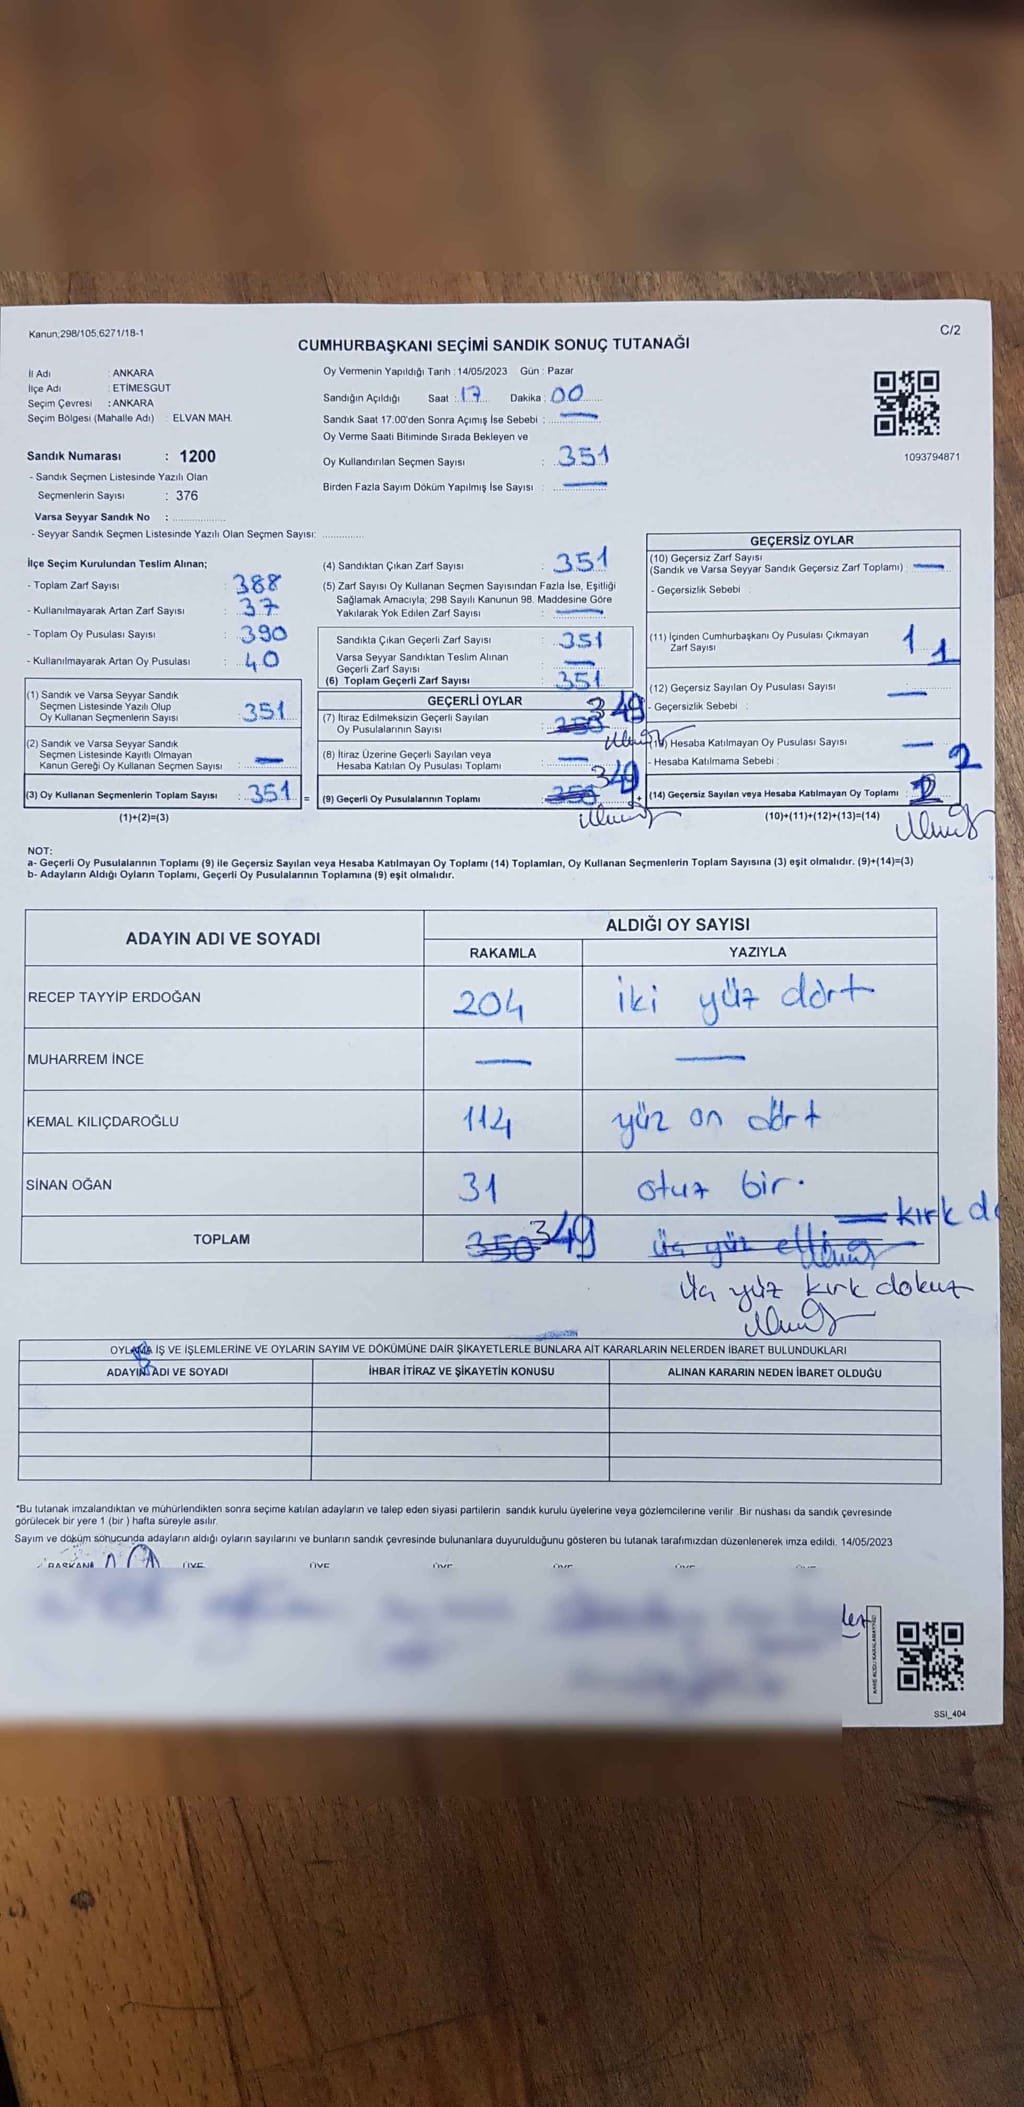 Kanun;298/105,6271/18-1
C/2
CUMHURBAŞKANI SEÇİMİ SANDIK SONUÇ TUTANAĞI
İl Adı : ANKARA
İlçe Adı : ETİMESGUT
Seçim Çevresi : ANKARA
Seçim Bölgesi (Mahalle Adı) : ELVAN MAH.
Sandık Numarası : 1200
- Sandık Seçmen Listesinde Yazılı Olan
Seçmenlerin Sayısı : 376
Varsa Seyyar Sandık No :
- Seyyar Sandık Seçmen Listesinde Yazılı Olan Seçmen Sayısı:
Oy Vermenin Yapıldığı Tarih :14/05/2023 Gün : Pazar
Sandığın Açıldığı Saat : 17 Dakika : 00
Sandık Saat 17.00'den Sonra Açımış İse Sebebi : —
Oy Verme Saati Bitiminde Sırada Bekleyen ve
Oy Kullandırılan Seçmen Sayısı : 351
Birden Fazla Sayım Döküm Yapılmış İse Sayısı : —
1093794871
İlçe Seçim Kurulundan Teslim Alınan;
- Toplam Zarf Sayısı : 388
- Kullanılmayarak Artan Zarf Sayısı : 37
- Toplam Oy Pusulası Sayısı : 390
- Kullanılmayarak Artan Oy Pusulası : 40
(1) Sandık ve Varsa Seyyar Sandık
Seçmen Listesinde Yazılı Olup
Oy Kullanan Seçmenlerin Sayısı : 351
(2) Sandık ve Varsa Seyyar Sandık
Seçmen Listesinde Kayıtlı Olmayan
Kanun Gereği Oy Kullanan Seçmen Sayısı : —
(3) Oy Kullanan Seçmenlerin Toplam Sayısı : 351 =
(1)+(2)=(3)
(4) Sandıktan Çıkan Zarf Sayısı : 351
(5) Zarf Sayısı Oy Kullanan Seçmen Sayısından Fazla İse, Eşitliği
Sağlamak Amacıyla, 298 Sayılı Kanunun 98. Maddesine Göre
Yakılarak Yok Edilen Zarf Sayısı : —
Sandıkta Çıkan Geçerli Zarf Sayısı : 351
Varsa Seyyar Sandıktan Teslim Alınan
Geçerli Zarf Sayısı : —
(6) Toplam Geçerli Zarf Sayısı : 351
GEÇERLİ OYLAR
(7) İtiraz Edilmeksizin Geçerli Sayılan
Oy Pusulalarının Sayısı : 350 349
(8) İtiraz Üzerine Geçerli Sayılan veya
Hesaba Katılan Oy Pusulası Toplamı : —
(9) Geçerli Oy Pusulalarının Toplamı : 350 349 +
GEÇERSİZ OYLAR
(10) Geçersiz Zarf Sayısı
(Sandık ve Varsa Seyyar Sandık Geçersiz Zarf Toplamı) : —
- Geçersizlik Sebebi :
(11) İçinden Cumhurbaşkanı Oy Pusulası Çıkmayan
Zarf Sayısı : 1 1
(12) Geçersiz Sayılan Oy Pusulası Sayısı : —
- Geçersizlik Sebebi :
Hesaba Katılmayan Oy Pusulası Sayısı : —
- Hesaba Katılmama Sebebi : 2
(14) Geçersiz Sayılan veya Hesaba Katılmayan Oy Toplamı : 2
(10)+(11)+(12)+(13)=(14)
NOT:
a- Geçerli Oy Pusulalarının Toplamı (9) ile Geçersiz Sayılan veya Hesaba Katılmayan Oy Toplamı (14) Toplamları, Oy Kullanan Seçmenlerin Toplam Sayısına (3) eşit olmalıdır. (9)+(14)=(3)
b- Adayların Aldığı Oyların Toplamı, Geçerli Oy Pusulalarının Toplamına (9) eşit olmalıdır.
ADAYIN ADI VE SOYADI
ALDIĞI OY SAYISI
RAKAMLA YAZIYLA
RECEP TAYYİP ERDOĞAN 204 iki yüz dört
MUHARREM İNCE — —
KEMAL KILIÇDAROĞLU 114 yüz on dört
SİNAN OĞAN 31 otuz bir.
kırk do
TOPLAM 350 349 üç yüz elli
üç yüz kırk dokuz
OYLAMA İŞ VE İŞLEMLERİNE VE OYLARIN SAYIM VE DÖKÜMÜNE DAİR ŞİKAYETLERLE BUNLARA AİT KARARLARIN NELERDEN İBARET BULUNDUKLARI
ADAYIN ADI VE SOYADI İHBAR İTİRAZ VE ŞİKAYETİN KONUSU ALINAN KARARIN NEDEN İBARET OLDUĞU
*Bu tutanak imzalandıktan ve mühürlendikten sonra seçime katılan adayların ve talep eden siyasi partilerin sandık kurulu üyelerine veya gözlemcilerine verilir. Bir nüshası da sandık çevresinde
görülecek bir yere 1 (bir) hafta süreyle asılır.
Sayım ve döküm sonucunda adayların aldığı oyların sayılarını ve bunların sandık çevresinde bulunanlara duyurulduğunu gösteren bu tutanak tarafımızdan düzenlenerek imza edildi. 14/05/2023
BAŞKAN ÜYE ÜYE ÜYE ÜYE ÜYE ÜYE
SSI_404